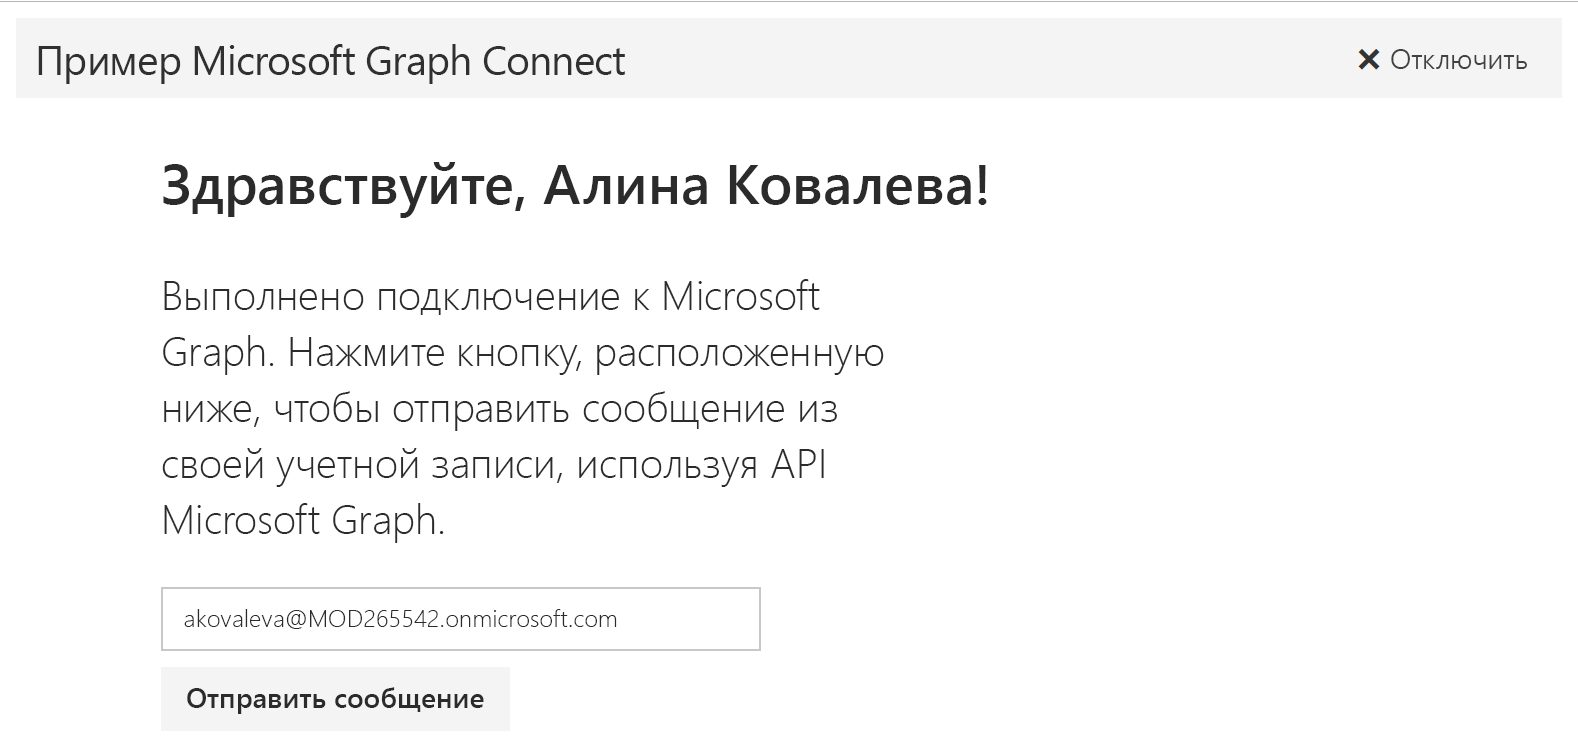 Пример Microsoft Graph Connect
❌ Отключить
Здравствуйте, Алина Ковалева!
Выполнено подключение к Microsoft
Graph. Нажмите кнопку, расположенную
ниже, чтобы отправить сообщение из
своей учетной записи, используя API
Microsoft Graph.
akovaleva@MOD265542.onmicrosoft.com
Отправить сообщение